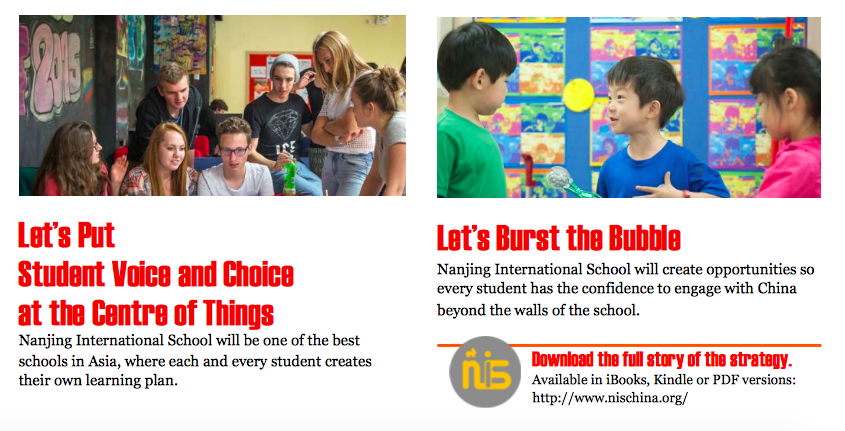 2015
Let's Put
Student Voice and Choice
at the Centre of Things
Nanjing International School will be one of the best
schools in Asia, where each and every student creates
their own learning plan.
Let's Burst the Bubble
Nanjing International School will create opportunities so
every student has the confidence to engage with China
beyond the walls of the school.
nis
Download the full story of the strategy.
Available in iBooks, Kindle or PDF versions:
http://www.nischina.org/